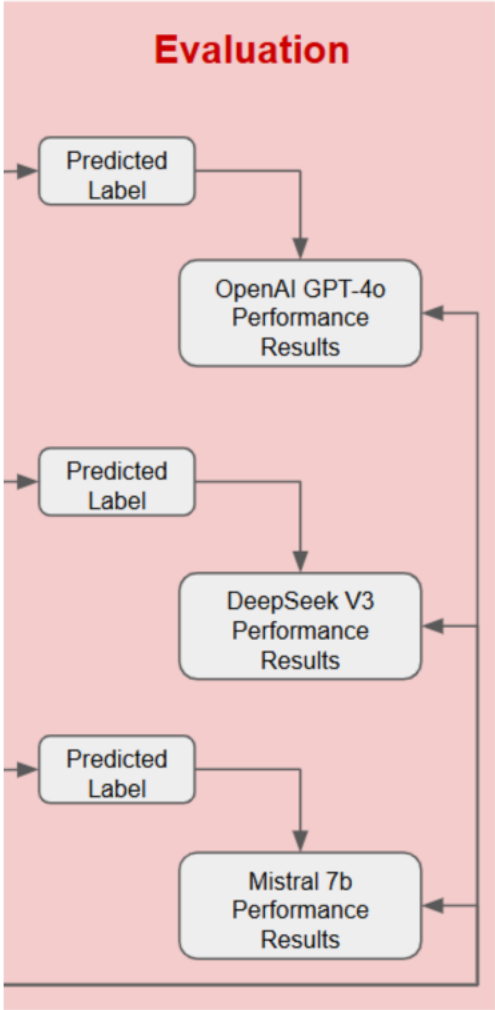 Evaluation
Predicted
Label
OpenAI GPT-4o
Performance
Results
Predicted
Label
DeepSeek V3
Performance
Results
Predicted
Label
Mistral 7b
Performance
Results